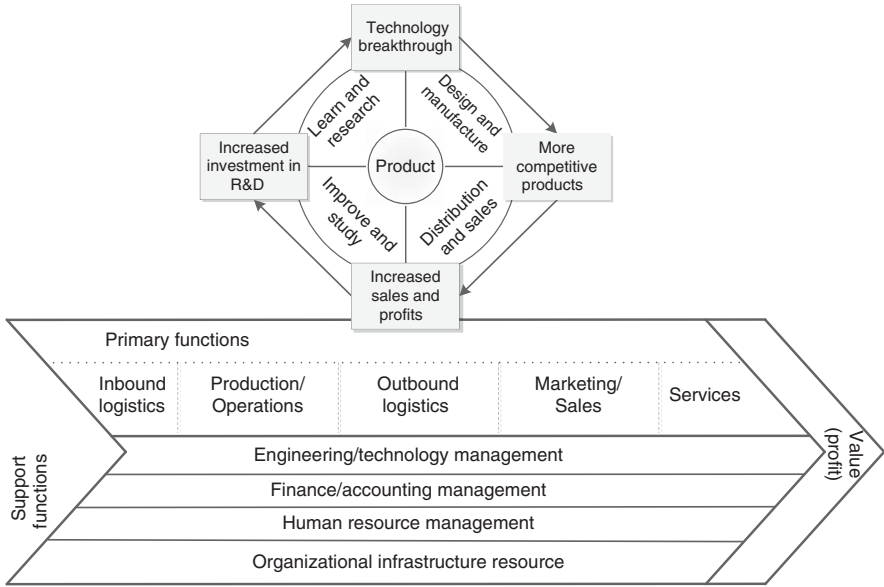 Technology
breakthrough
Learn and
research
Design and
manufacture
Increased
investment in
R&D
Product
More
competitive
products
Improve and
study
Distribution
and sales
Increased
sales and
profits
Primary functions
Inbound
logistics
Production/
Operations
Outbound
logistics
Marketing/
Sales
Services
Support
functions
Engineering/technology management
Finance/accounting management
Human resource management
Organizational infrastructure resource
Value
(profit)